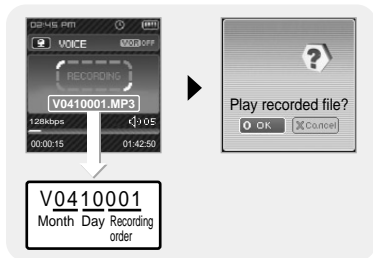 02:45 PM
VOICE VOR OFF
RECORDING
V0410001.MP3
128kbps 05
00:00:15 01:42:50
V0410001
Month Day Recording
order
Play recorded file?
O OK X Cancel